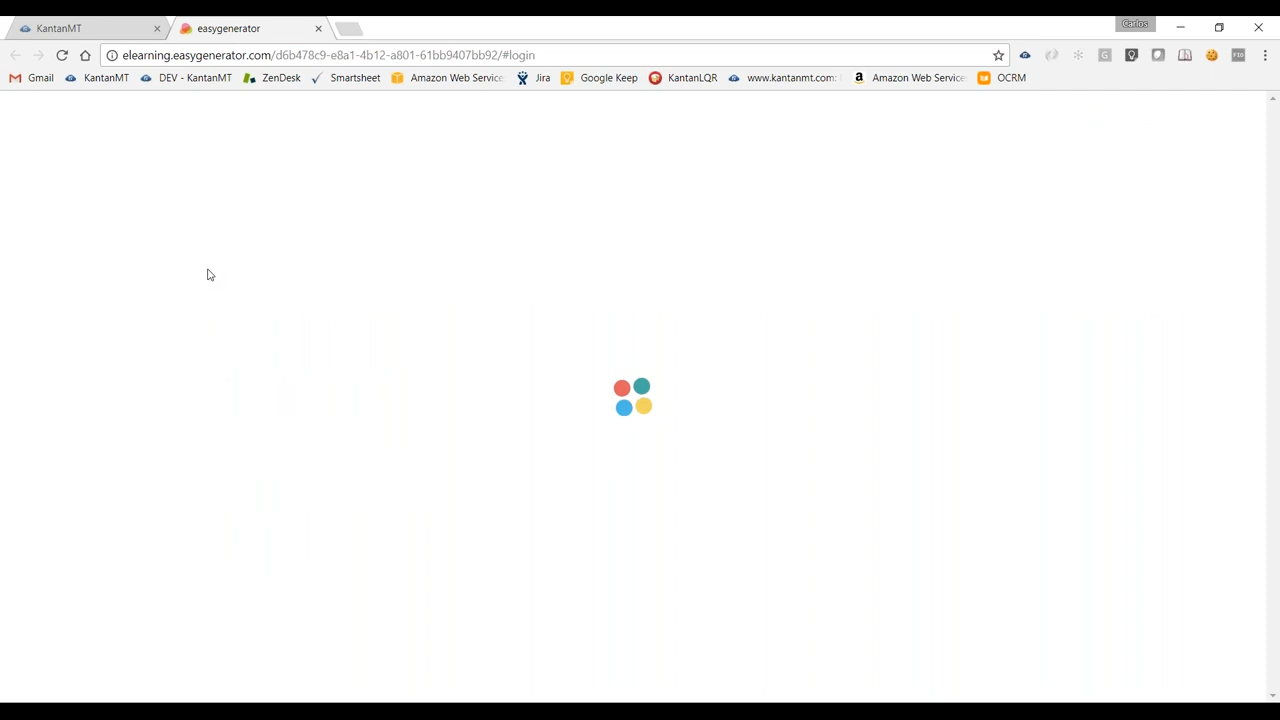 KantanMT
easygenerator
Carlos
elearning.easygenerator.com/d6b478c9-e8a1-4b12-a801-61bb9407bb92/#login
Gmail KantanMT DEV - KantanMT ZenDesk Smartsheet Amazon Web Service Jira Google Keep KantanLQR www.kantanmt.com: Amazon Web Service OCRM